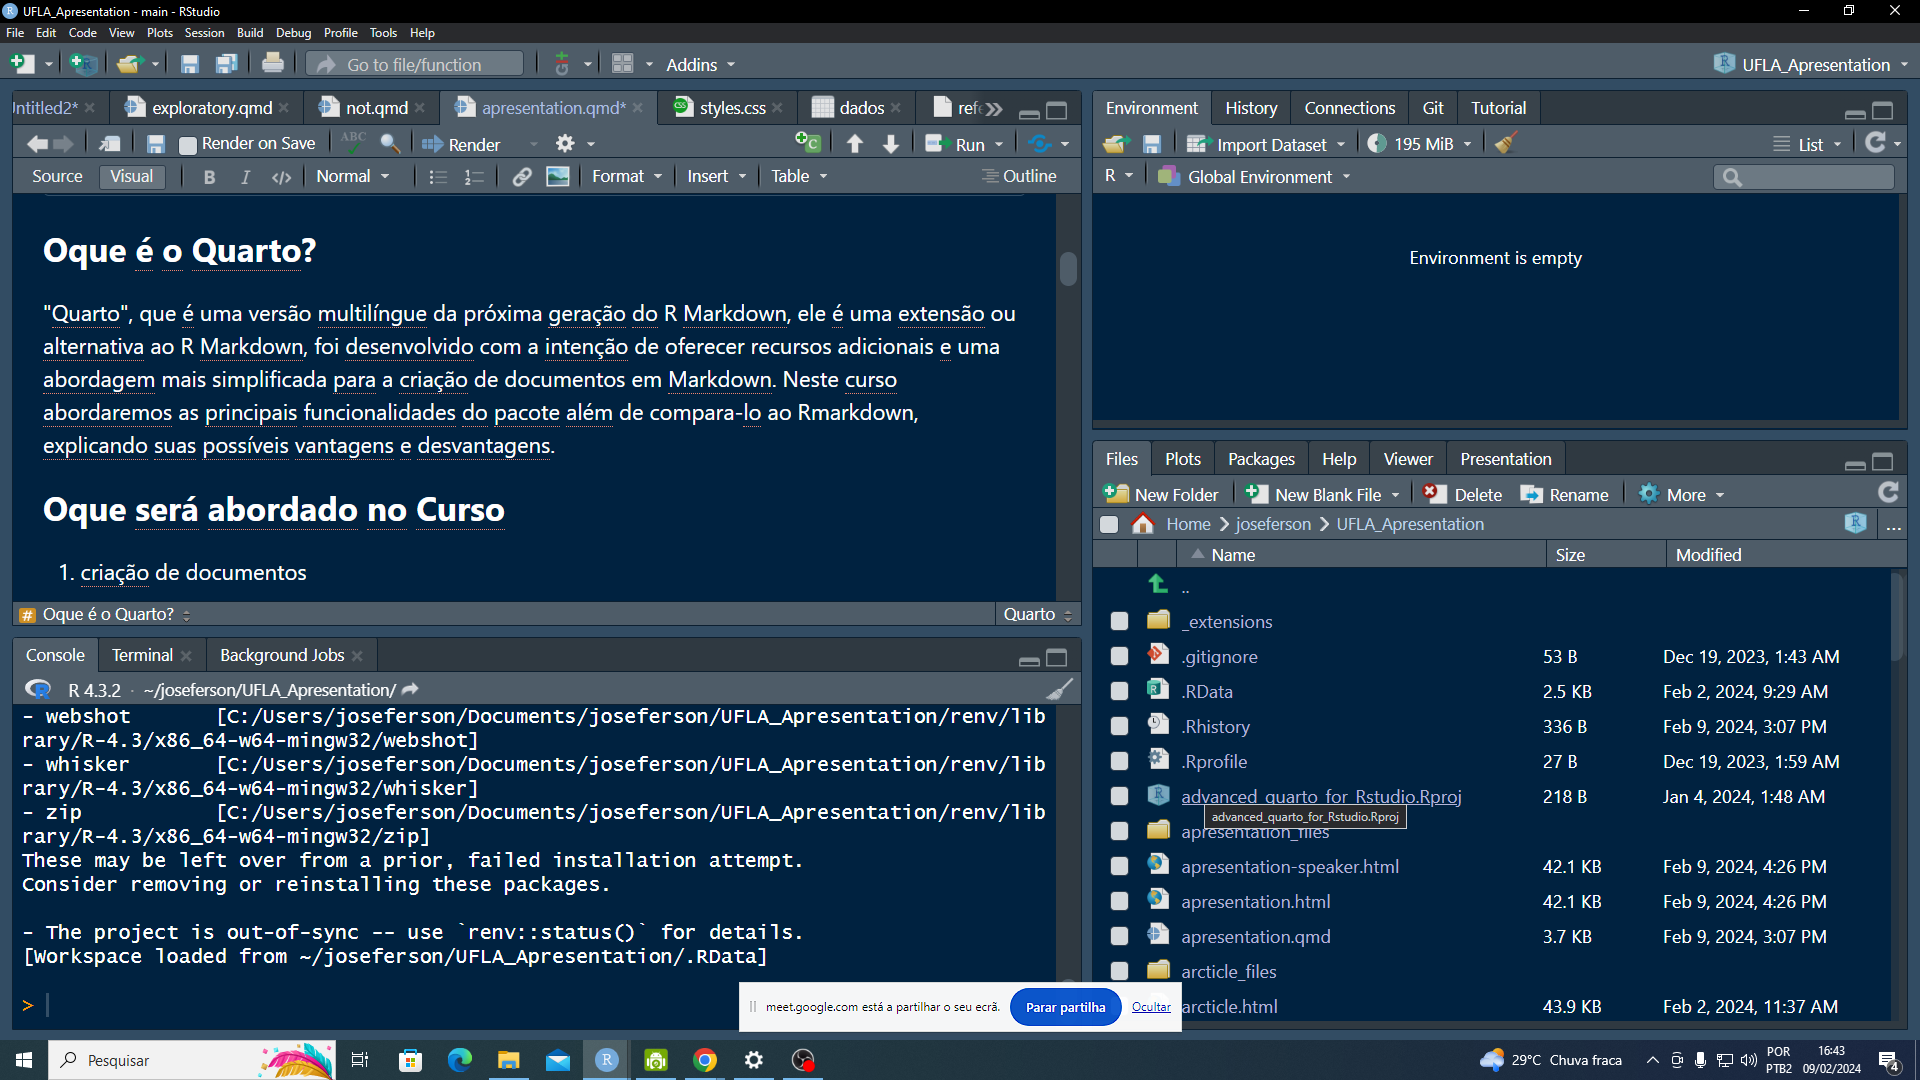 UFLA_Apresentation - main - RStudio
File Edit Code View Plots Session Build Debug Profile Tools Help
Go to file/function Addins UFLA_Apresentation
Intitled2* exploratory.qmd not.qmd apresentation.qmd* styles.css dados refe
Render on Save ABC Render Run
Source Visual B I </> Normal Format Insert Table Outline
Oque é o Quarto?
"Quarto", que é uma versão multilíngue da próxima geração do R Markdown, ele é uma extensão ou
alternativa ao R Markdown, foi desenvolvido com a intenção de oferecer recursos adicionais e uma
abordagem mais simplificada para a criação de documentos em Markdown. Neste curso
abordaremos as principais funcionalidades do pacote além de compara-lo ao Rmarkdown,
explicando suas possíveis vantagens e desvantagens.
Oque será abordado no Curso
1. criação de documentos
# Oque é o Quarto? Quarto
Console Terminal Background Jobs
R 4.3.2 · ~/joseferson/UFLA_Apresentation/
- webshot [C:/Users/joseferson/Documents/joseferson/UFLA_Apresentation/renv/lib
rary/R-4.3/x86_64-w64-mingw32/webshot]
- whisker [C:/Users/joseferson/Documents/joseferson/UFLA_Apresentation/renv/lib
rary/R-4.3/x86_64-w64-mingw32/whisker]
- zip [C:/Users/joseferson/Documents/joseferson/UFLA_Apresentation/renv/lib
rary/R-4.3/x86_64-w64-mingw32/zip]
These may be left over from a prior, failed installation attempt.
Consider removing or reinstalling these packages.
- The project is out-of-sync -- use `renv::status()` for details.
[Workspace loaded from ~/joseferson/UFLA_Apresentation/.RData]
>
Environment History Connections Git Tutorial
Import Dataset 195 MiB List
R Global Environment
Environment is empty
Files Plots Packages Help Viewer Presentation
New Folder New Blank File Delete Rename More
Home joseferson UFLA_Apresentation ...
Name Size Modified
..
_extensions
.gitignore 53 B Dec 19, 2023, 1:43 AM
.RData 2.5 KB Feb 2, 2024, 9:29 AM
.Rhistory 336 B Feb 9, 2024, 3:07 PM
.Rprofile 27 B Dec 19, 2023, 1:59 AM
advanced_quarto_for_Rstudio.Rproj 218 B Jan 4, 2024, 1:48 AM
advanced_quarto_for_Rstudio.Rproj
apresentation_files
apresentation-speaker.html 42.1 KB Feb 9, 2024, 4:26 PM
apresentation.html 42.1 KB Feb 9, 2024, 4:26 PM
apresentation.qmd 3.7 KB Feb 9, 2024, 3:07 PM
arcticle_files
arcticle.html 43.9 KB Feb 2, 2024, 11:37 AM
meet.google.com está a partilhar o seu ecrã. Parar partilha Ocultar
Pesquisar
29°C Chuva fraca
POR
PTB2
16:43
09/02/2024
4